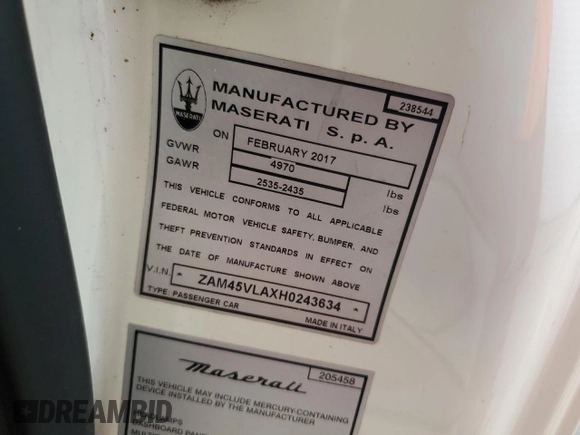 238544
MASERATI
MANUFACTURED BY
MASERATI S. p. A.
ON FEBRUARY 2017
GVWR 4970 lbs
GAWR 2535-2435 lbs
THIS VEHICLE CONFORMS TO ALL APPLICABLE
FEDERAL MOTOR VEHICLE SAFETY, BUMPER, AND
THEFT PREVENTION STANDARDS IN EFFECT ON
THE DATE OF MANUFACTURE SHOWN ABOVE
V.I.N. * ZAM45VLAXH0243634 *
TYPE: PASSENGER CAR MADE IN ITALY
Maserati 205458
THIS VEHICLE MAY INCLUDE MERCURY-CONTAINING
DEVICE INSTALLED BY THE MANUFACTURER
DASHBOARD
DREAMBID